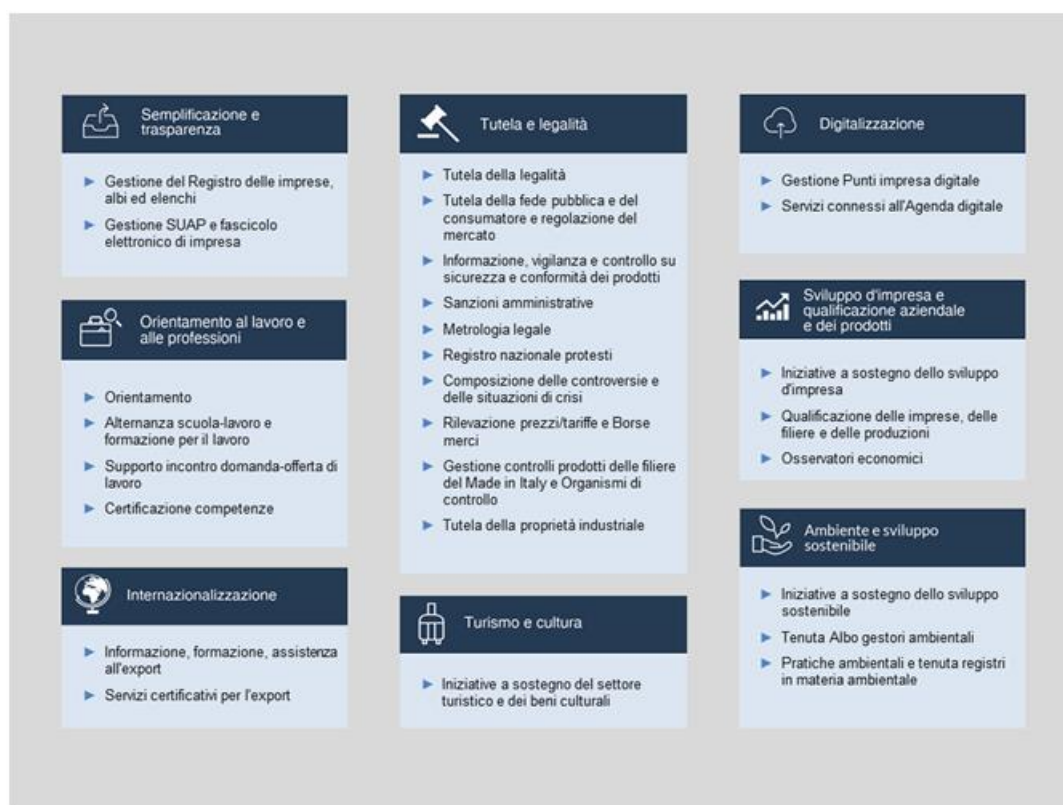 Semplificazione e
trasparenza
Gestione del Registro delle imprese,
albi ed elenchi
Gestione SUAP e fascicolo
elettronico di impresa
Orientamento al lavoro e
alle professioni
Orientamento
Alternanza scuola-lavoro e
formazione per il lavoro
Supporto incontro domanda-offerta di
lavoro
Certificazione competenze
Internazionalizzazione
Informazione, formazione, assistenza
all'export
Servizi certificativi per l'export
Tutela e legalità
Tutela della legalità
Tutela della fede pubblica e del
consumatore e regolazione del
mercato
Informazione, vigilanza e controllo su
sicurezza e conformità dei prodotti
Sanzioni amministrative
Metrologia legale
Registro nazionale protesti
Composizione delle controversie e
delle situazioni di crisi
Rilevazione prezzi/tariffe e Borse
merci
Gestione controlli prodotti delle filiere
del Made in Italy e Organismi di
controllo
Tutela della proprietà industriale
Turismo e cultura
Iniziative a sostegno del settore
turistico e dei beni culturali
Digitalizzazione
Gestione Punti impresa digitale
Servizi connessi all'Agenda digitale
Sviluppo d'impresa e
qualificazione aziendale
e dei prodotti
Iniziative a sostegno dello sviluppo
d'impresa
Qualificazione delle imprese, delle
filiere e delle produzioni
Osservatori economici
Ambiente e sviluppo
sostenibile
Iniziative a sostegno dello sviluppo
sostenibile
Tenuta Albo gestori ambientali
Pratiche ambientali e tenuta registri
in materia ambientale